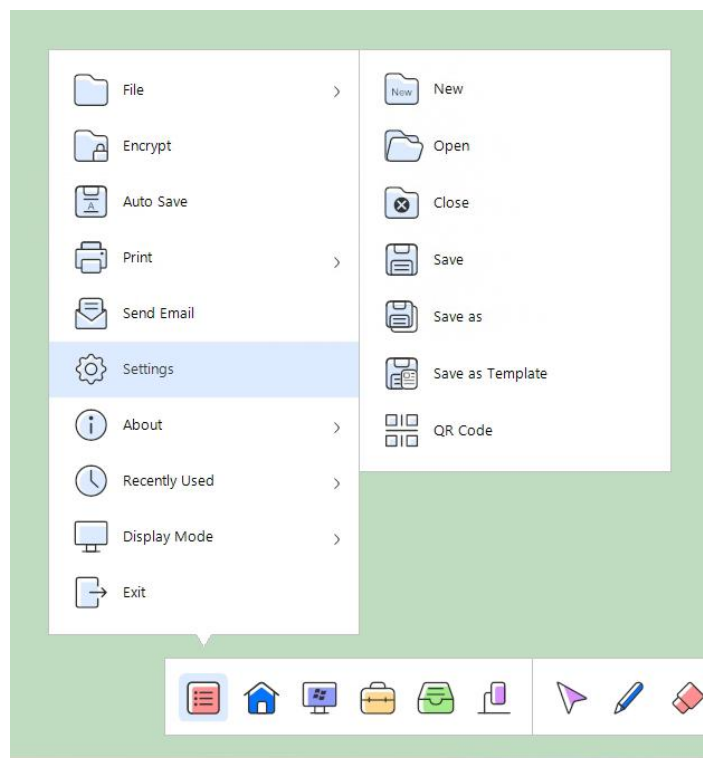 File
Encrypt
Auto Save
A
Print
Send Email
Settings
About
Recently Used
Display Mode
Exit
New
New
Open
Close
Save
Save as
Save as Template
QR Code